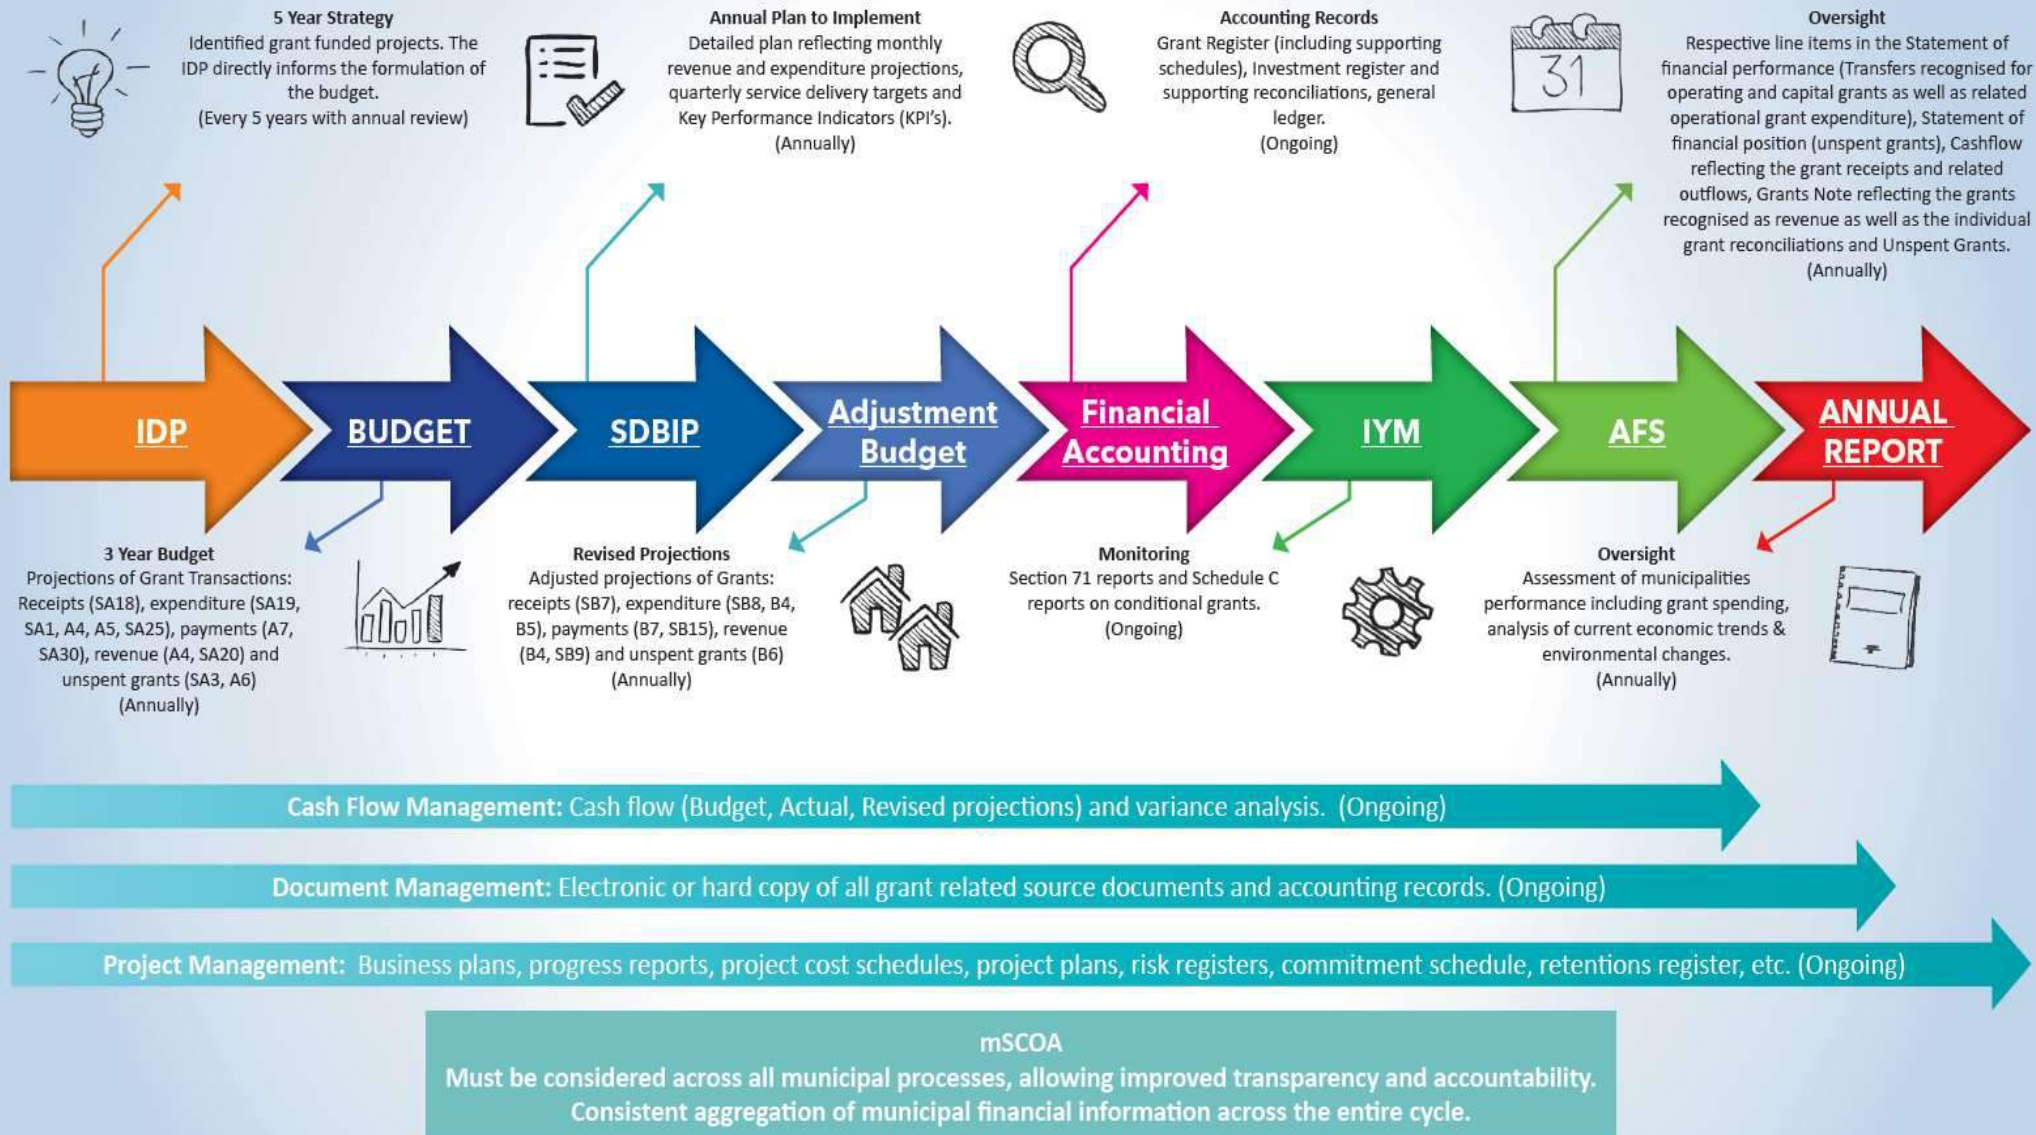 5 Year Strategy
Identified grant funded projects. The
IDP directly informs the formulation of
the budget.
(Every 5 years with annual review)
Annual Plan to Implement
Detailed plan reflecting monthly
revenue and expenditure projections,
quarterly service delivery targets and
Key Performance Indicators (KPI's).
(Annually)
Accounting Records
Grant Register (including supporting
schedules), Investment register and
supporting reconciliations, general
ledger.
(Ongoing)
31
Oversight
Respective line items in the Statement of
financial performance (Transfers recognised for
operating and capital grants as well as related
operational grant expenditure), Statement of
financial position (unspent grants), Cashflow
reflecting the grant receipts and related
outflows, Grants Note reflecting the grants
recognised as revenue as well as the individual
grant reconciliations and Unspent Grants.
(Annually)
IDP
BUDGET
SDBIP
Adjustment
Budget
Financial
Accounting
IYM
AFS
ANNUAL
REPORT
3 Year Budget
Projections of Grant Transactions:
Receipts (SA18), expenditure (SA19,
SA1, A4, A5, SA25), payments (A7,
SA30), revenue (A4, SA20) and
unspent grants (SA3, A6)
(Annually)
Revised Projections
Adjusted projections of Grants:
receipts (SB7), expenditure (SB8, B4,
B5), payments (B7, SB15), revenue
(B4, SB9) and unspent grants (B6)
(Annually)
Monitoring
Section 71 reports and Schedule C
reports on conditional grants.
(Ongoing)
Oversight
Assessment of municipalities
performance including grant spending,
analysis of current economic trends &
environmental changes.
(Annually)
Cash Flow Management: Cash flow (Budget, Actual, Revised projections) and variance analysis. (Ongoing)
Document Management: Electronic or hard copy of all grant related source documents and accounting records. (Ongoing)
Project Management: Business plans, progress reports, project cost schedules, project plans, risk registers, commitment schedule, retentions register, etc. (Ongoing)
mSCOA
Must be considered across all municipal processes, allowing improved transparency and accountability.
Consistent aggregation of municipal financial information across the entire cycle.